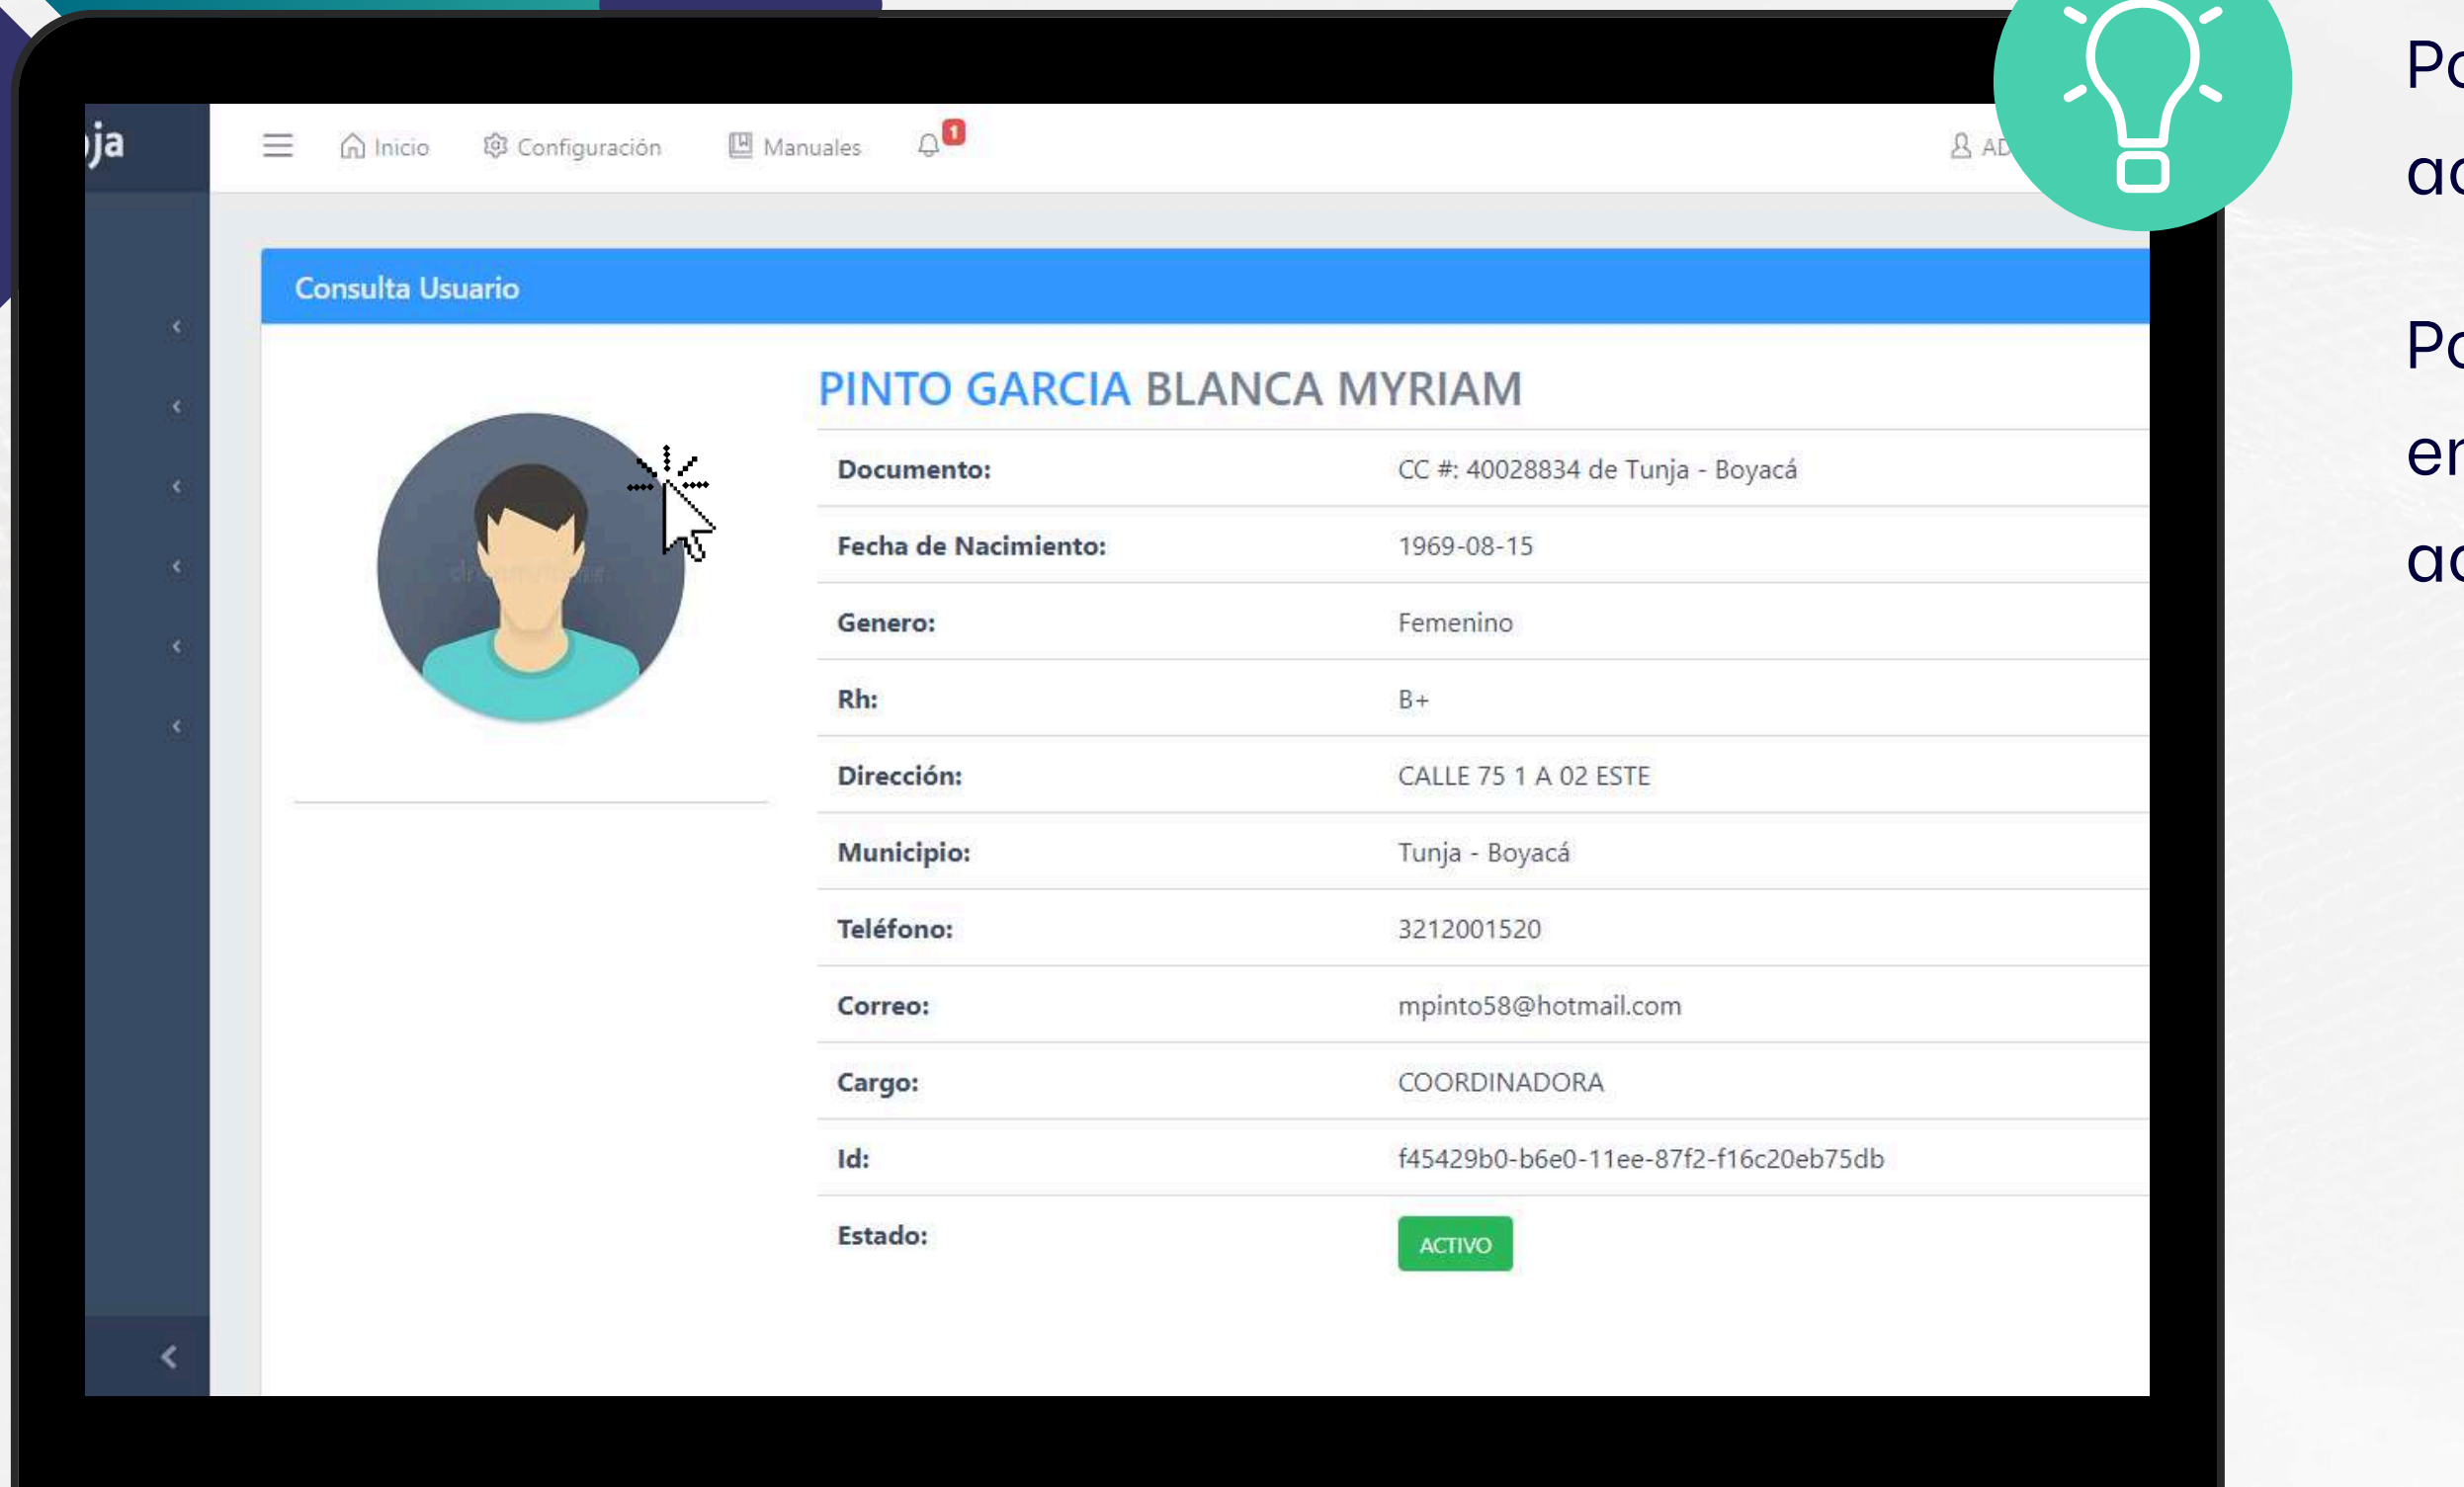 Inicio Configuración Manuales 1
Consulta Usuario
PINTO GARCIA BLANCA MYRIAM
Documento: CC #: 40028834 de Tunja - Boyacá
Fecha de Nacimiento: 1969-08-15
Genero: Femenino
Rh: B+
Dirección: CALLE 75 1 A 02 ESTE
Municipio: Tunja - Boyacá
Teléfono: 3212001520
Correo: mpinto58@hotmail.com
Cargo: COORDINADORA
Id: f45429b0-b6e0-11ee-87f2-f16c20eb75db
Estado: ACTIVO